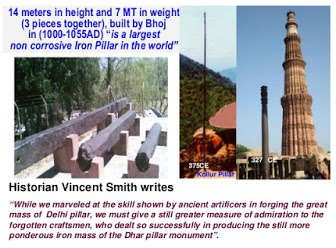 14 meters in height and 7 MT in weight
(3 pieces together), built by Bhoj
in (1000-1055AD) "is a largest
non corrosive Iron Pillar in the world"
375CE
Kollur Pillar
327 CE
Historian Vincent Smith writes
"While we marveled at the skill shown by ancient artificers in forging the great
mass of Delhi pillar, we must give a still greater measure of admiration to the
forgotten craftsmen, who dealt so successfully in producing the still more
ponderous iron mass of the Dhar pillar monument".